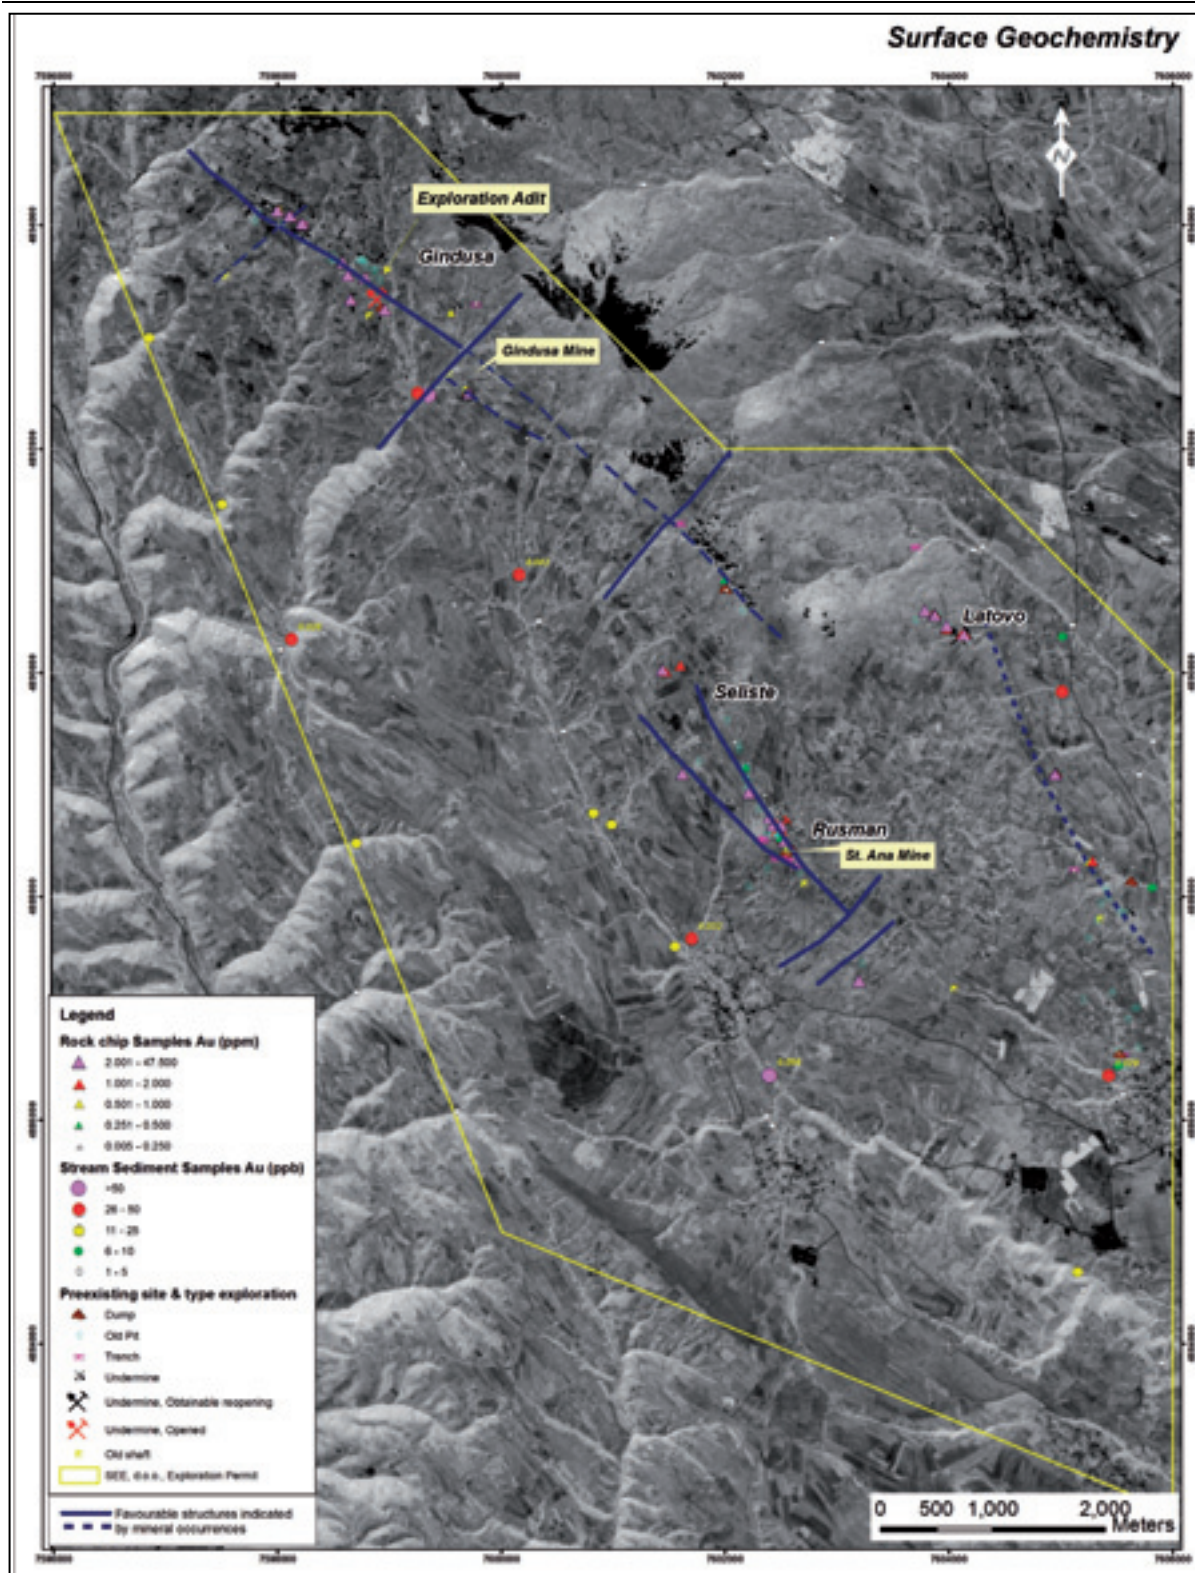 Surface Geochemistry
Exploration Adit
Gindusa
Gindusa Mine
Latovo
Seliste
Rusman
St. Ana Mine
Legend
Rock chip Samples Au (ppm)
2.001 - 47.500
1.001 - 2.000
0.501 - 1.000
0.251 - 0.500
0.005 - 0.250
Stream Sediment Samples Au (ppb)
>50
26 - 50
11 - 25
6 - 10
1 - 5
Preexisting site & type exploration
Dump
Old Pit
Trench
Undermine
Undermine, Obtainable reopening
Undermine, Opened
Old shaft
SEE, d.o.o., Exploration Permit
Favourable structures indicated
by mineral occurrences
0 500 1,000 2,000
Meters
N